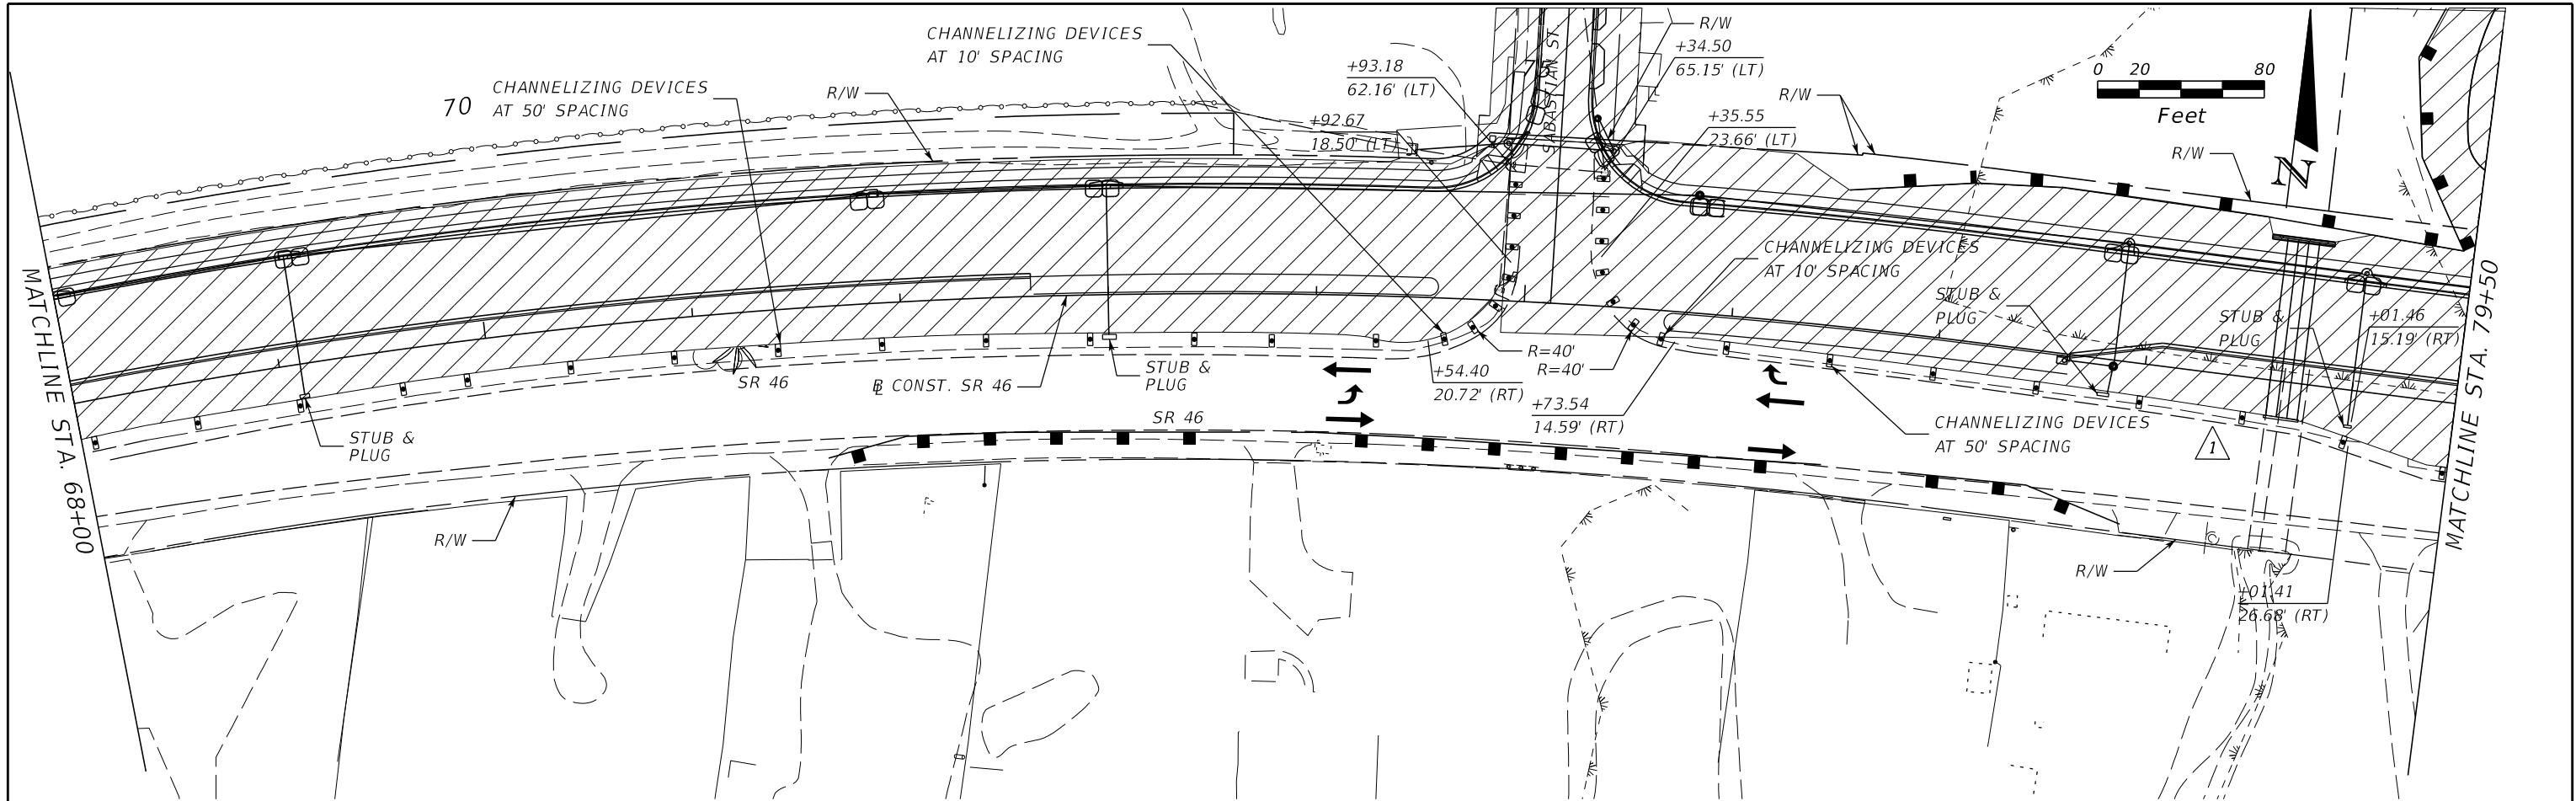 CHANNELIZING DEVICES
AT 10' SPACING
R/W
+34.50
65.15' (LT)
+93.18
62.16' (LT)
SABASTIAN ST.
0 20 80
Feet
N
70
CHANNELIZING DEVICES
AT 50' SPACING
R/W
+92.67
18.50' (LT)
+35.55
23.66' (LT)
R/W
R/W
CHANNELIZING DEVICES
AT 10' SPACING
STUB &
PLUG
STUB &
PLUG
+01.46
15.19' (RT)
MATCHLINE STA. 68+00
MATCHLINE STA. 79+50
SR 46
BL CONST. SR 46
STUB &
PLUG
R=40'
R=40'
+54.40
20.72' (RT)
+73.54
14.59' (RT)
SR 46
CHANNELIZING DEVICES
AT 50' SPACING
1
STUB &
PLUG
R/W
R/W
+01.41
26.68' (RT)